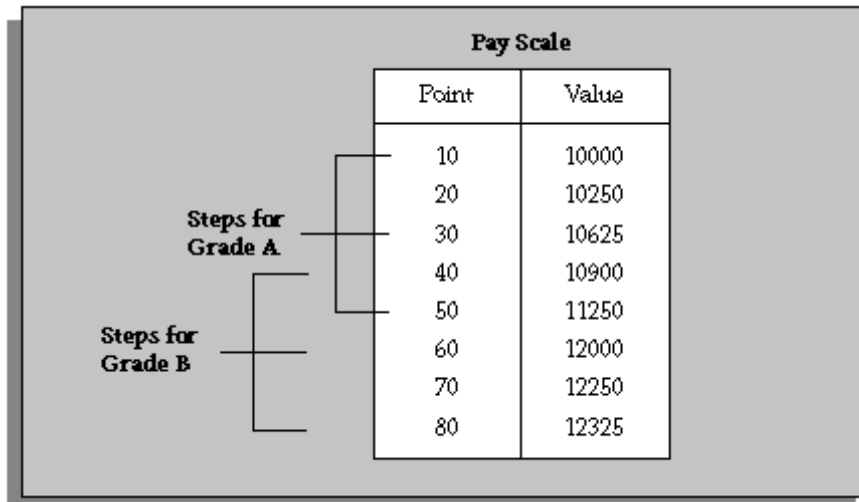 Pay Scale
Point Value
10 10000
20 10250
30 10625
40 10900
50 11250
60 12000
70 12250
80 12325
Steps for
Grade A
Steps for
Grade B